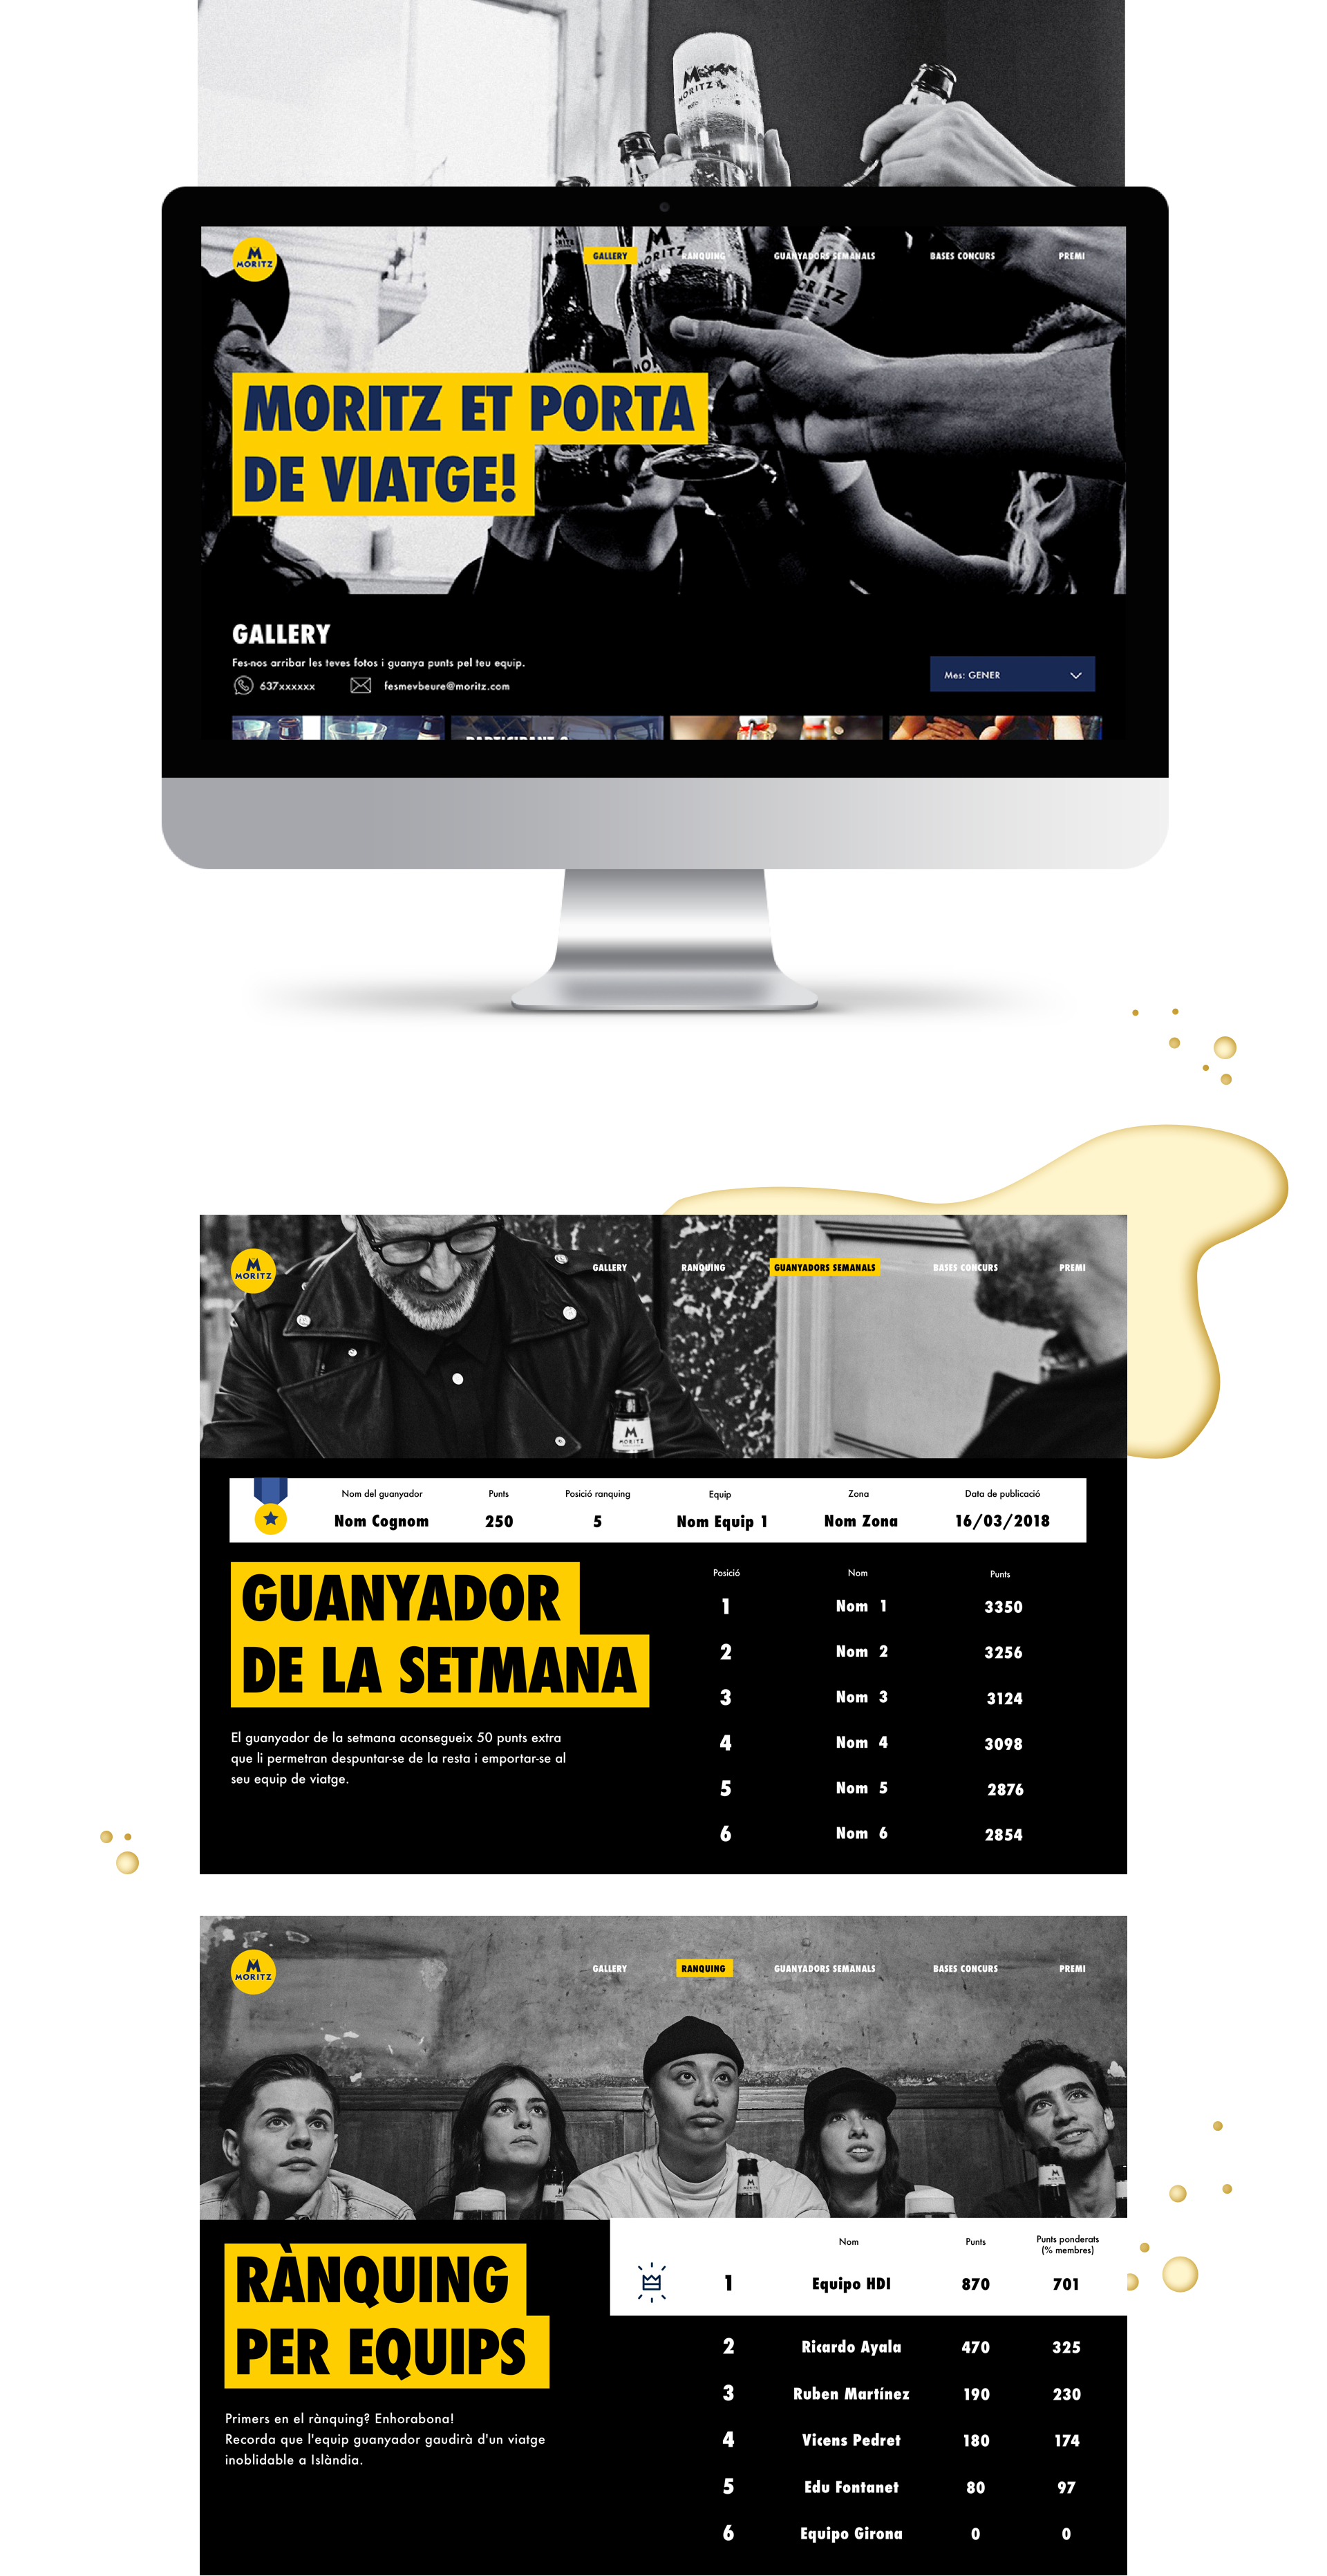 M
MORITZ
M
MORITZ
GALLERY
RANQUING
GUANYADORS SEMANALS
BASES CONCURS
PREMI
MORITZ
MORITZ ET PORTA
DE VIATGE!
GALLERY
Fes-nos arribar les teves fotos i guanya punts pel teu equip.
637xxxxxx
fesmevbeure@moritz.com
Mes: GENER
M
MORITZ
GALLERY
RANQUING
GUANYADORS SEMANALS
BASES CONCURS
PREMI
M
MORITZ
Nom del guanyador Punts Posició ranquing Equip Zona Data de publicació
Nom Cognom 250 5 Nom Equip 1 Nom Zona 16/03/2018
GUANYADOR
DE LA SETMANA
El guanyador de la setmana aconsegueix 50 punts extra
que li permetran despuntar-se de la resta i emportar-se al
seu equip de viatge.
Posició Nom Punts
1 Nom 1 3350
2 Nom 2 3256
3 Nom 3 3124
4 Nom 4 3098
5 Nom 5 2876
6 Nom 6 2854
M
MORITZ
GALLERY
RANQUING
GUANYADORS SEMANALS
BASES CONCURS
PREMI
RÀNQUING
PER EQUIPS
Primers en el rànquing? Enhorabona!
Recorda que l'equip guanyador gaudirà d'un viatge
inoblidable a Islàndia.
Nom Punts Punts ponderats
(% membres)
1 Equipo HDI 870 701
2 Ricardo Ayala 470 325
3 Ruben Martínez 190 230
4 Vicens Pedret 180 174
5 Edu Fontanet 80 97
6 Equipo Girona 0 0